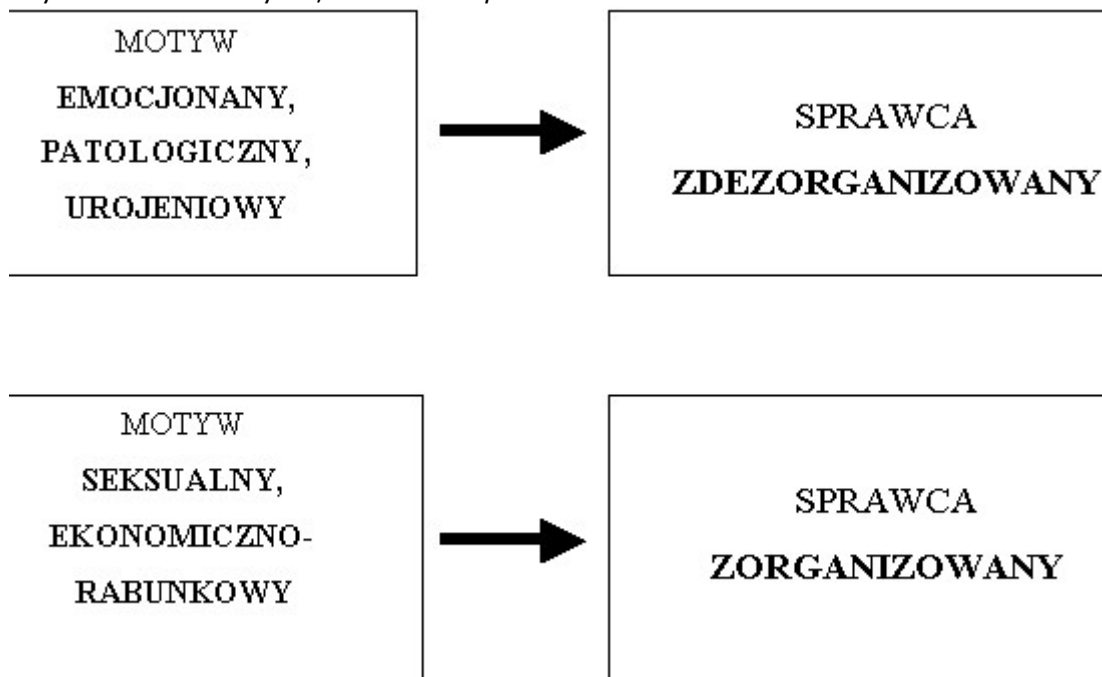 MOTYW
EMOCJONANY,
PATOLOGICZNY,
UROJENIOWY
SPRAWCA
ZDEZORGANIZOWANY
MOTYW
SEKSUALNY,
EKONOMICZNO-
RABUNKOWY
SPRAWCA
ZORGANIZOWANY